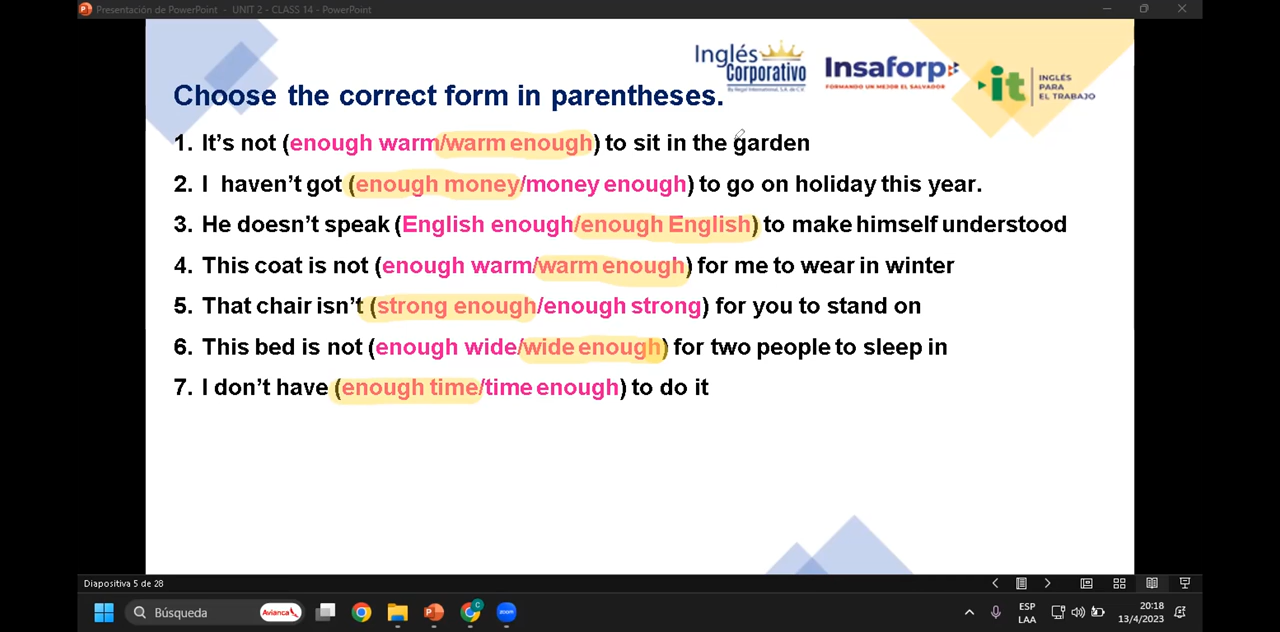 Presentación de PowerPoint - UNIT 2 - CLASS 14 - PowerPoint
Inglés Corporativo
By Regal International, S.A. de C.V.
Insaforp
FORMANDO UN MEJOR EL SALVADOR
it INGLÉS PARA EL TRABAJO
Choose the correct form in parentheses.
1. It's not (enough warm/warm enough) to sit in the garden
2. I haven't got (enough money/money enough) to go on holiday this year.
3. He doesn't speak (English enough/enough English) to make himself understood
4. This coat is not (enough warm/warm enough) for me to wear in winter
5. That chair isn't (strong enough/enough strong) for you to stand on
6. This bed is not (enough wide/wide enough) for two people to sleep in
7. I don't have (enough time/time enough) to do it
Diapositiva 5 de 28
Búsqueda
Avianca
zoom
ESP
LAA
20:18
13/4/2023